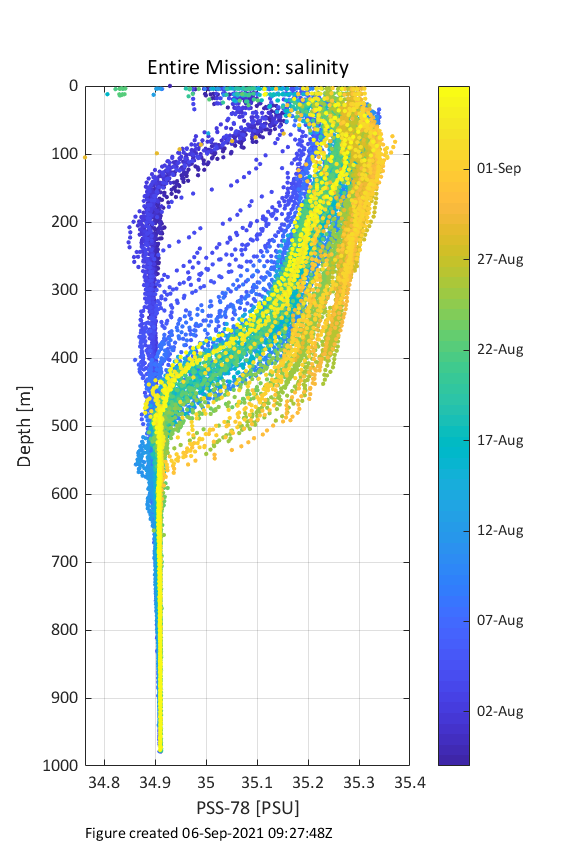 Entire Mission: salinity
0
100
200
300
400
500
600
700
800
900
1000
Depth [m]
34.8 34.9 35 35.1 35.2 35.3 35.4
PSS-78 [PSU]
01-Sep
27-Aug
22-Aug
17-Aug
12-Aug
07-Aug
02-Aug
Figure created 06-Sep-2021 09:27:48Z